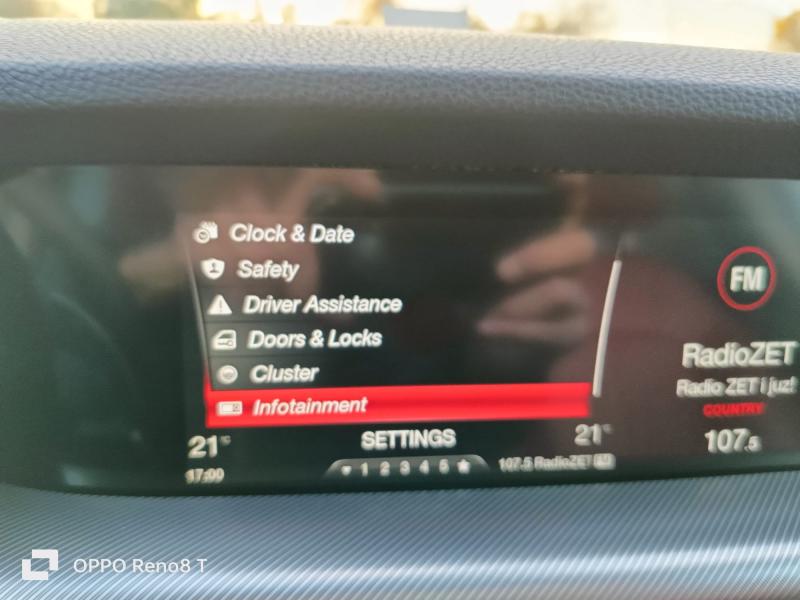 Clock & Date
Safety
Driver Assistance
Doors & Locks
Cluster
Infotainment
21°C
SETTINGS
21°C
17:00
1 2 3 4 5
107.5 RadioZET
FM
RadioZET
Radio ZET i już!
COUNTRY
107.5
OPPO Reno8 T